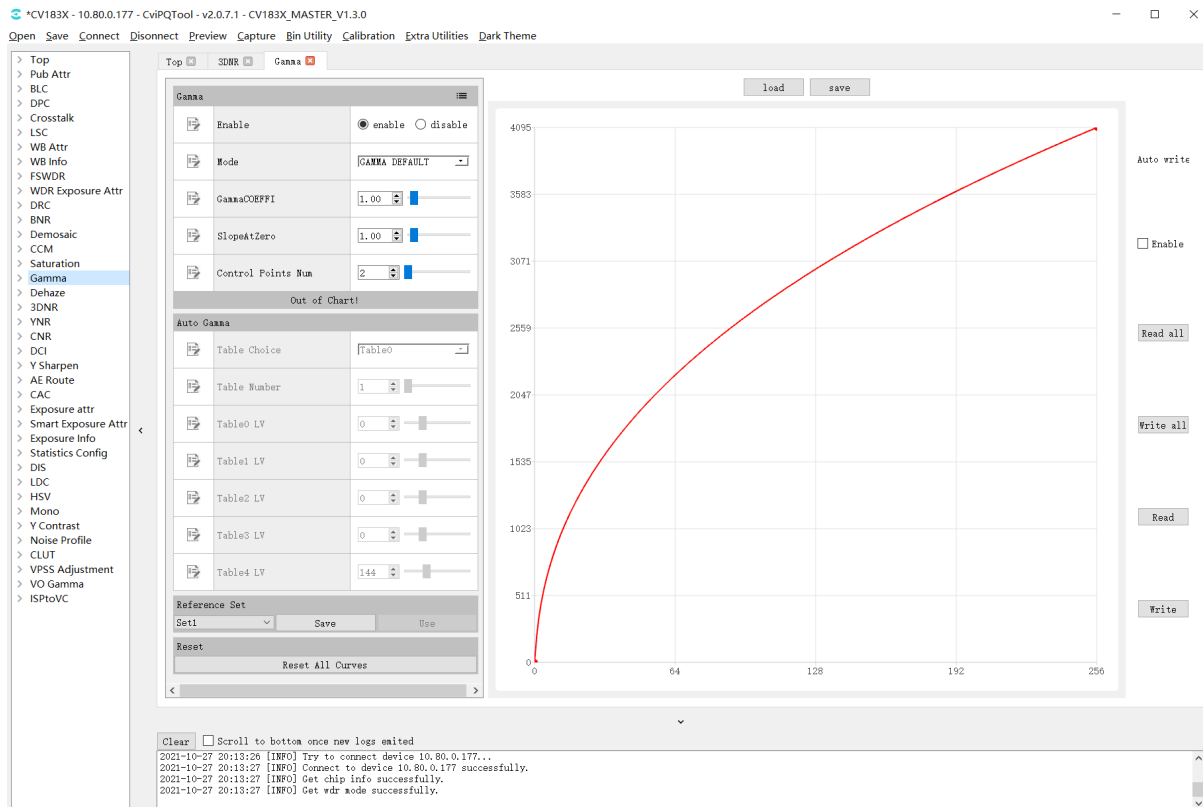 *CV183X - 10.80.0.177 - CviPQTool - v2.0.7.1 - CV183X_MASTER_V1.3.0
Open Save Connect Disconnect Preview Capture Bin Utility Calibration Extra Utilities Dark Theme
Top
Pub Attr
BLC
DPC
Crosstalk
LSC
WB Attr
WB Info
FSWDR
WDR Exposure Attr
DRC
BNR
Demosaic
CCM
Saturation
Gamma
Dehaze
3DNR
YNR
CNR
DCI
Y Sharpen
AE Route
CAC
Exposure attr
Smart Exposure Attr
Exposure Info
Statistics Config
DIS
LDC
HSV
Mono
Y Contrast
Noise Profile
CLUT
VPSS Adjustment
VO Gamma
ISPtoVC
Top 3DNR Gamma
Gamma
Enable enable disable
Mode GAMMA DEFAULT
GammaCOEFFI 1.00
SlopeAtZero 1.00
Control Points Num 2
Out of Chart!
Auto Gamma
Table Choice Table0
Table Number 1
Table0 LV 0
Table1 LV 0
Table2 LV 0
Table3 LV 0
Table4 LV 144
Reference Set
Set1 Save Use
Reset
Reset All Curves
load save
4095
3583
3071
2559
2047
1535
1023
511
0
0 64 128 192 256
Auto write
Enable
Read all
Write all
Read
Write
Clear Scroll to bottom once new logs emited
2021-10-27 20:13:26 [INFO] Try to connect device 10.80.0.177...
2021-10-27 20:13:27 [INFO] Connect to device 10.80.0.177 successfully.
2021-10-27 20:13:27 [INFO] Get chip info successfully.
2021-10-27 20:13:27 [INFO] Get wdr mode successfully.